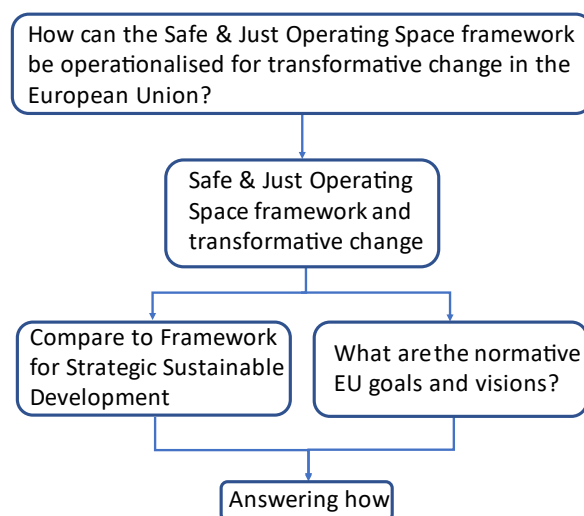 How can the Safe & Just Operating Space framework
be operationalised for transformative change in the
European Union?
Safe & Just Operating
Space framework and
transformative change
Compare to Framework
for Strategic Sustainable
Development
What are the normative
EU goals and visions?
Answering how